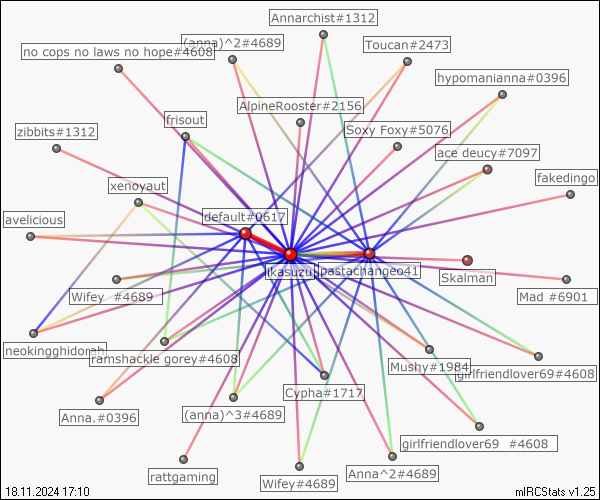 Annarchist#1312
(anna)^2#4689
Toucan#2473
no cops no laws no hope#4608
hypomanianna#0396
AlpineRooster#2156
frisout
Soxy Foxy#5076
zibbits#1312
ace deucy#7097
xenoyaut
fakedingo
avelicious
default#0617
ikasuzu
pastachangeo41
Skalman
Wifey #4689
Mad #6901
neokingghidorah
ramshackle gorey#4608
Mushy#1984
girlfriendlover69#4608
Cypha#1717
Anna.#0396
(anna)^3#4689
girlfriendlover69 #4608
rattgaming
Wifey#4689
Anna^2#4689
18.11.2024 17:10
mIRCStats v1.25